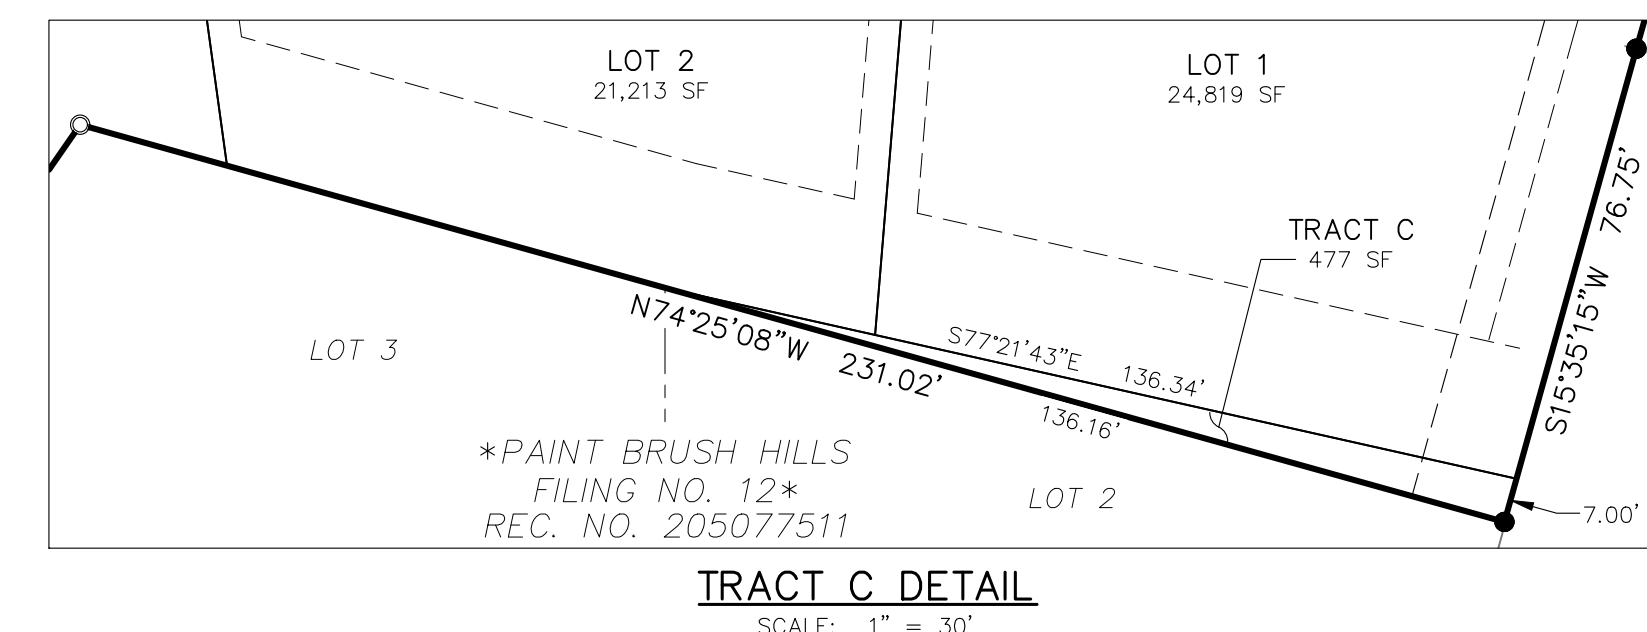 LOT 2
21,213 SF
LOT 1
24,819 SF
76.75'
S15°35'15"W
TRACT C
477 SF
N74°25'08"W 231.02'
S77°21'43"E 136.34'
136.16'
LOT 3
*PAINT BRUSH HILLS
FILING NO. 12*
REC. NO. 205077511
LOT 2
7.00'
TRACT C DETAIL
SCALE: 1" = 30'